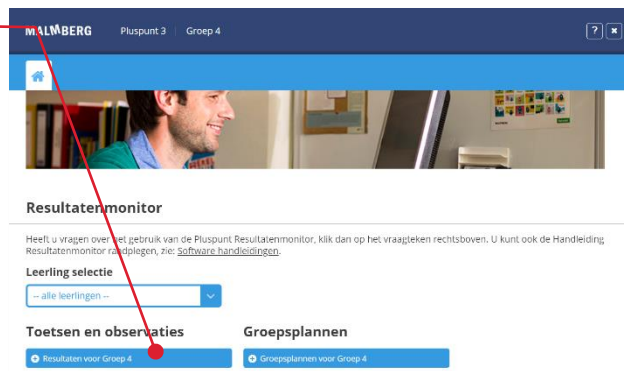 MALMBERG Pluspunt 3 Groep 4 ? x
Resultatenmonitor
Heeft u vragen over het gebruik van de Pluspunt Resultatenmonitor, klik dan op het vraagteken rechtsboven. U kunt ook de Handleiding
Resultatenmonitor raadplegen, zie: Software handleidingen.
Leerling selectie
-- alle leerlingen --
Toetsen en observaties Groepsplannen
Resultaten voor Groep 4 Groepsplannen voor Groep 4